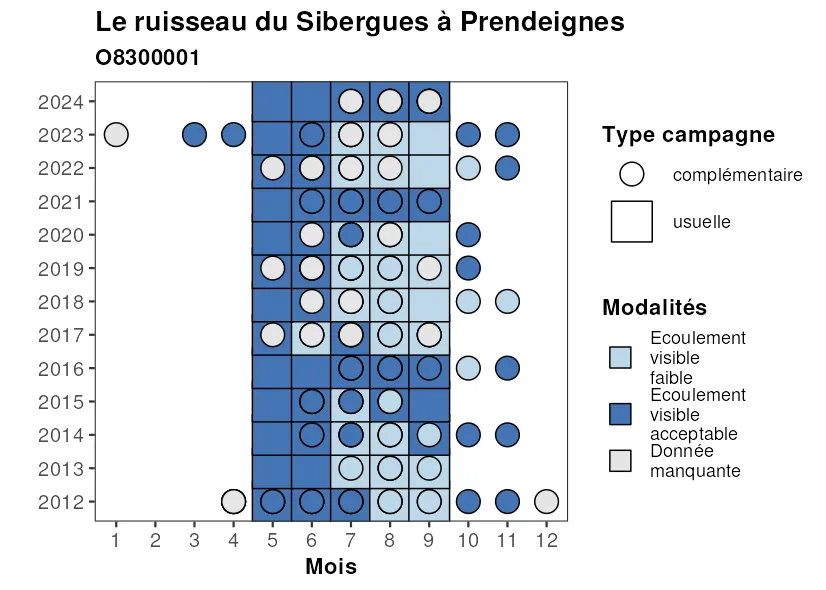 Le ruisseau du Sibergues à Prendeignes
O8300001
2024
2023
2022
2021
2020
2019
2018
2017
2016
2015
2014
2013
2012
1 2 3 4 5 6 7 8 9 10 11 12
Mois
Type campagne
complémentaire
usuelle
Modalités
Ecoulement
visible
faible
Ecoulement
visible
acceptable
Donnée
manquante